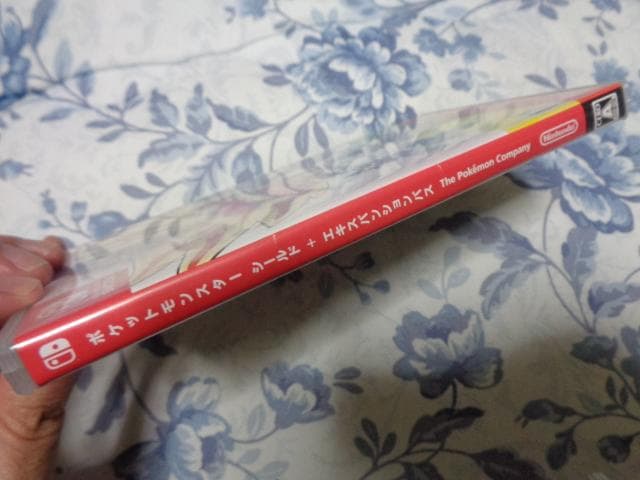 ポケットモンスター シールド + エキスパンションパス The Pokémon Company Nintendo
A